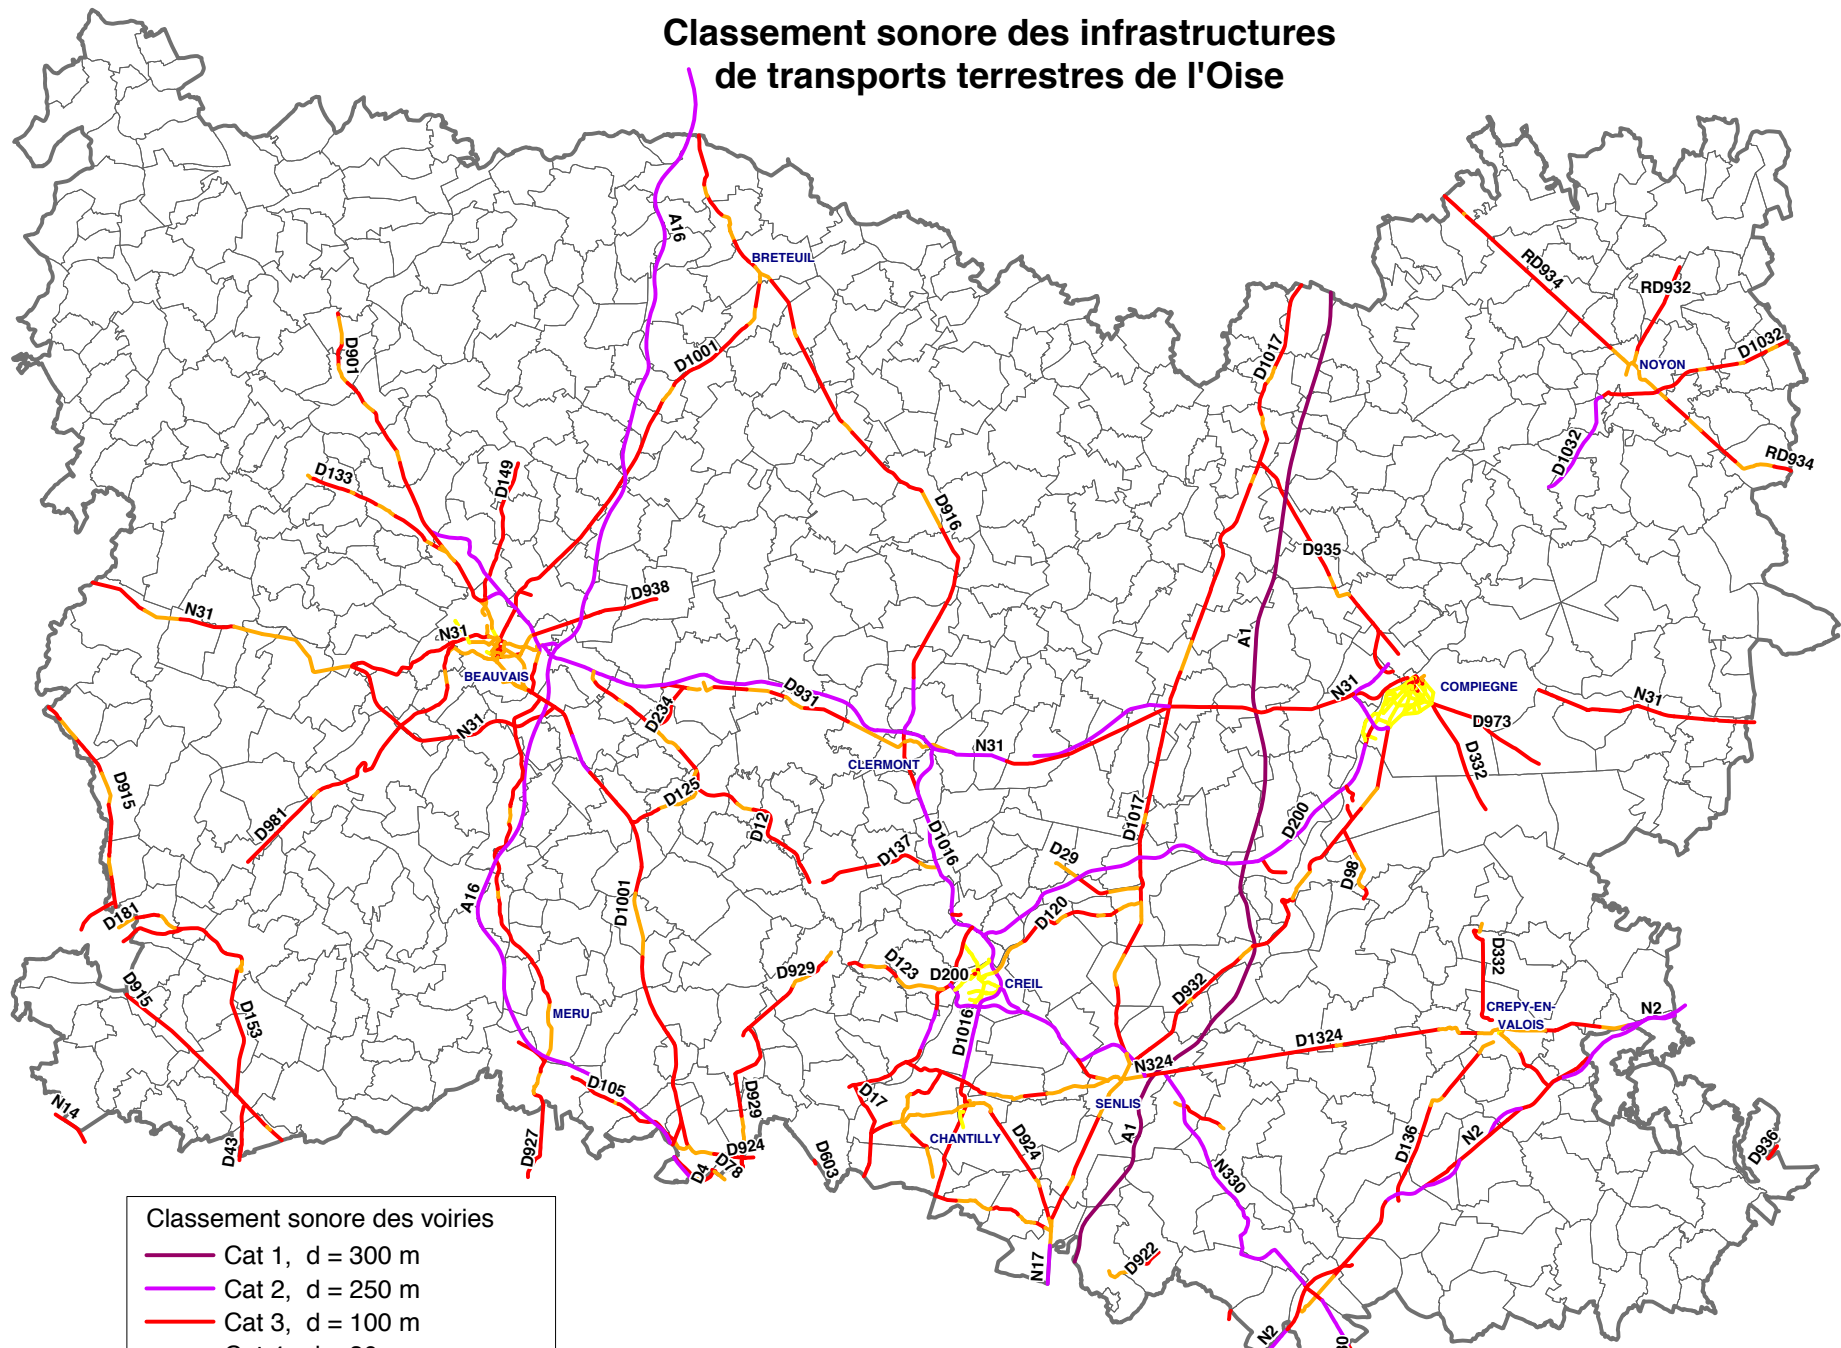 Classement sonore des infrastructures
de transports terrestres de l'Oise
A16
BRETEUIL
RD934
RD932
D1032
NOYON
D901
D1001
D1017
D1032
RD934
D133
D149
D916
D935
N31
D938
N31
A1
BEAUVAIS
D931
D234
N31
COMPIEGNE
N31
D973
N31
N31
CLERMONT
D332
D915
D981
D125
D12
D137
D1016
D29
D1017
D200
D98
A16
D1001
D181
D120
D332
D915
D153
MERU
D929
D123
D200
CREIL
D932
CREPY-EN-
VALOIS
N2
D1016
D1324
N324
N14
D105
D929
D17
SENLIS
D43
D927
D4
D78
D924
D603
CHANTILLY
D924
A1
N330
D136
N2
D936
N17
D922
N2
Classement sonore des voiries
Cat 1, d = 300 m
Cat 2, d = 250 m
Cat 3, d = 100 m